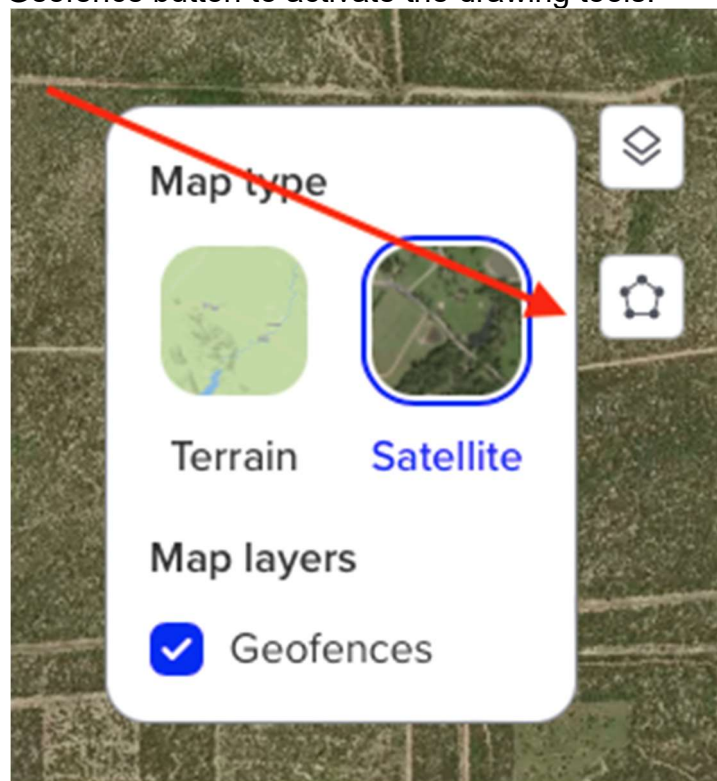 Geofence button to activate the drawing tools.
Map type
Terrain Satellite
Map layers
Geofences